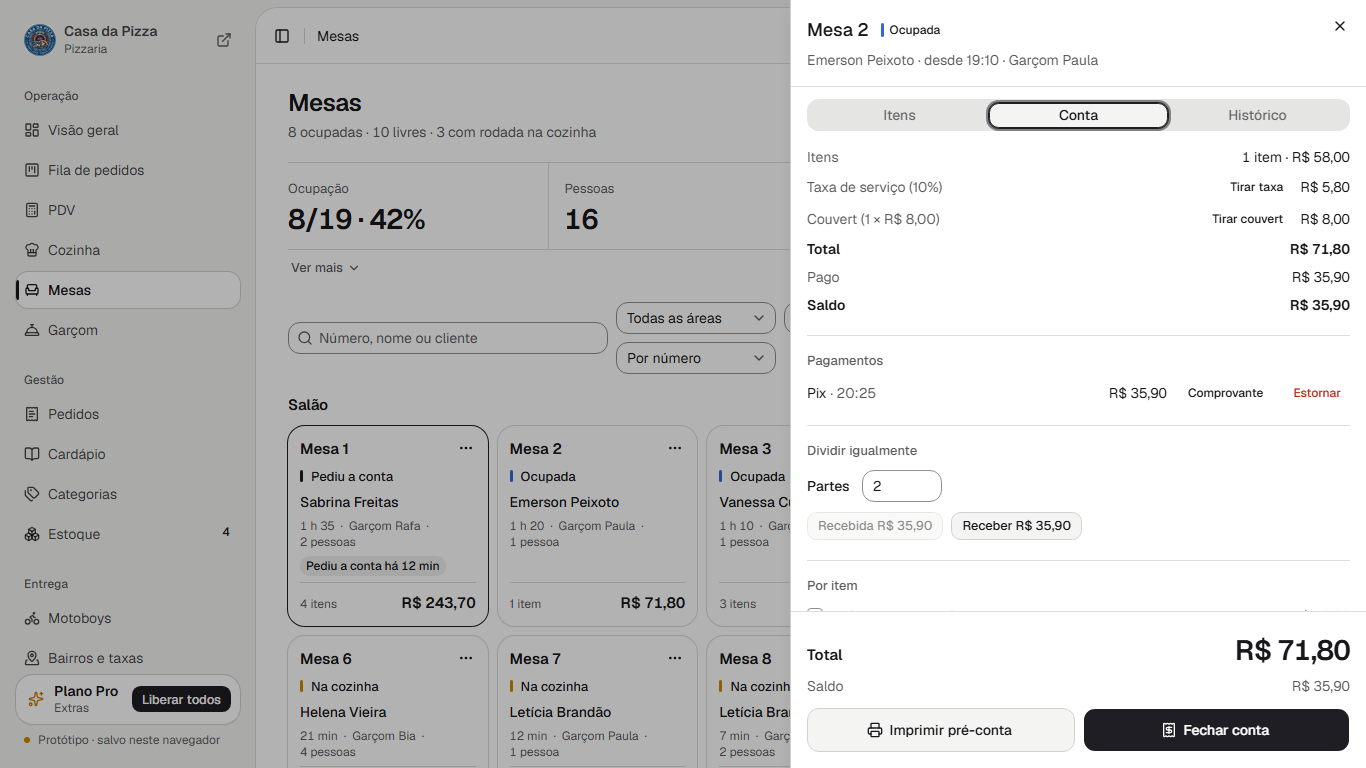 Casa da Pizza
Pizzaria
Operação
Visão geral
Fila de pedidos
PDV
Cozinha
Mesas
Garçom
Gestão
Pedidos
Cardápio
Categorias
Estoque 4
Entrega
Motoboys
Bairros e taxas
Plano Pro
Extras
Liberar todos
Protótipo · salvo neste navegador
Mesas
Mesas
8 ocupadas · 10 livres · 3 com rodada na cozinha
Ocupação
8/19 · 42%
Pessoas
16
Ver mais
Número, nome ou cliente
Todas as áreas
Por número
Salão
Mesa 1
Pediu a conta
Sabrina Freitas
1 h 35 · Garçom Rafa ·
2 pessoas
Pediu a conta há 12 min
4 itens R$ 243,70
Mesa 2
Ocupada
Emerson Peixoto
1 h 20 · Garçom Paula ·
1 pessoa
1 item R$ 71,80
Mesa 3
Ocupada
Vanessa
1 h 10 ·
1 pessoa
3 itens
Mesa 6
Na cozinha
Helena Vieira
21 min · Garçom Bia ·
4 pessoas
Mesa 7
Na cozinha
Letícia Brandão
12 min · Garçom Paula ·
1 pessoa
Mesa 8
Na cozinh
Letícia Bra
7 min ·
2 pessoas
Mesa 2 Ocupada
Emerson Peixoto · desde 19:10 · Garçom Paula
Itens Conta Histórico
Itens 1 item · R$ 58,00
Taxa de serviço (10%) Tirar taxa R$ 5,80
Couvert (1 × R$ 8,00) Tirar couvert R$ 8,00
Total R$ 71,80
Pago R$ 35,90
Saldo R$ 35,90
Pagamentos
Pix · 20:25 R$ 35,90 Comprovante Estornar
Dividir igualmente
Partes 2
Recebida R$ 35,90 Receber R$ 35,90
Por item
Total R$ 71,80
Saldo R$ 35,90
Imprimir pré-conta Fechar conta